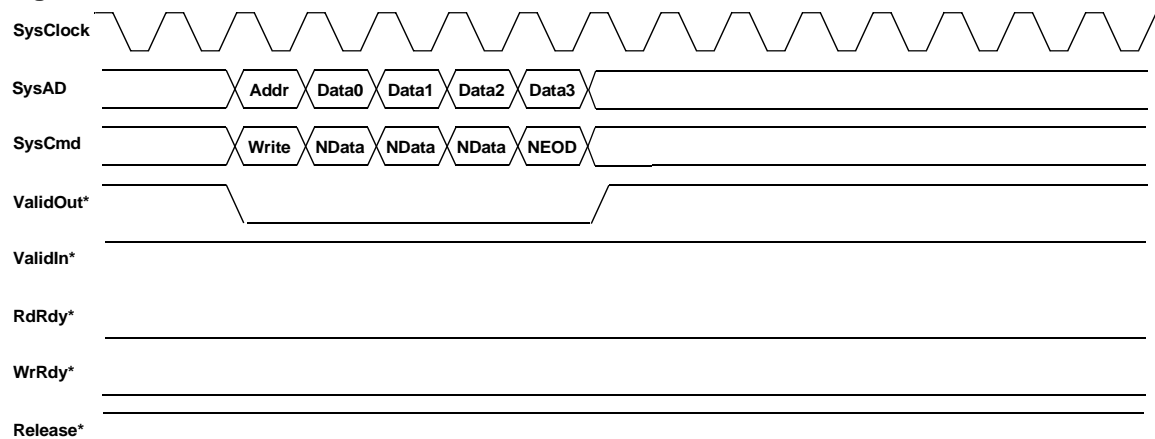 SysClock
SysAD Addr Data0 Data1 Data2 Data3
SysCmd Write NData NData NData NEOD
ValidOut*
ValidIn*
RdRdy*
WrRdy*
Release*